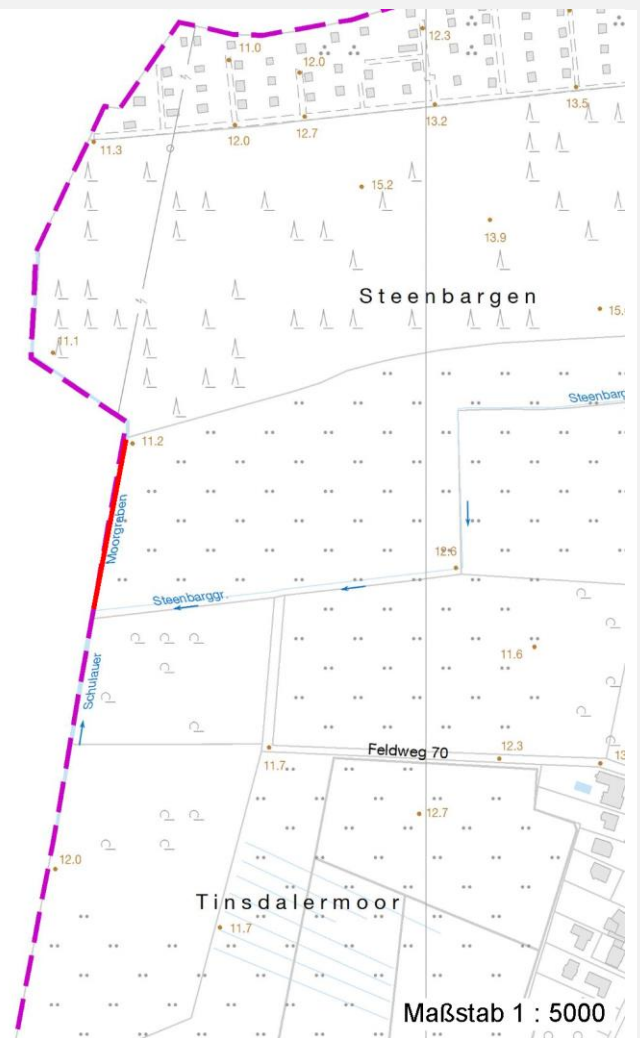 12.3
11.0
12.0
13.5
13.2
12.7
12.0
11.3
15.2
13.9
Steenbargen
11.1
Steenbarg
11.2
Moorgraben
12.6
Steenbarggr.
11.6
Schulauer
Feldweg 70
12.3
11.7
12.7
12.0
Tinsdalermoor
11.7
Maßstab 1 : 5000